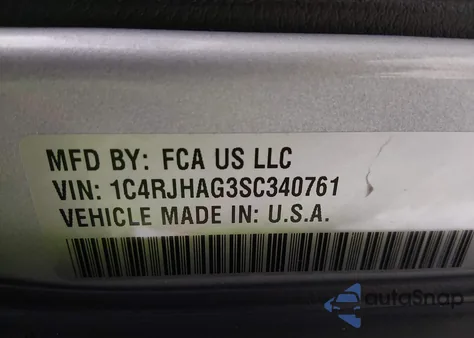 MFD BY: FCA US LLC
VIN: 1C4RJHAG3SC340761
VEHICLE MADE IN: U.S.A.
autoSnap